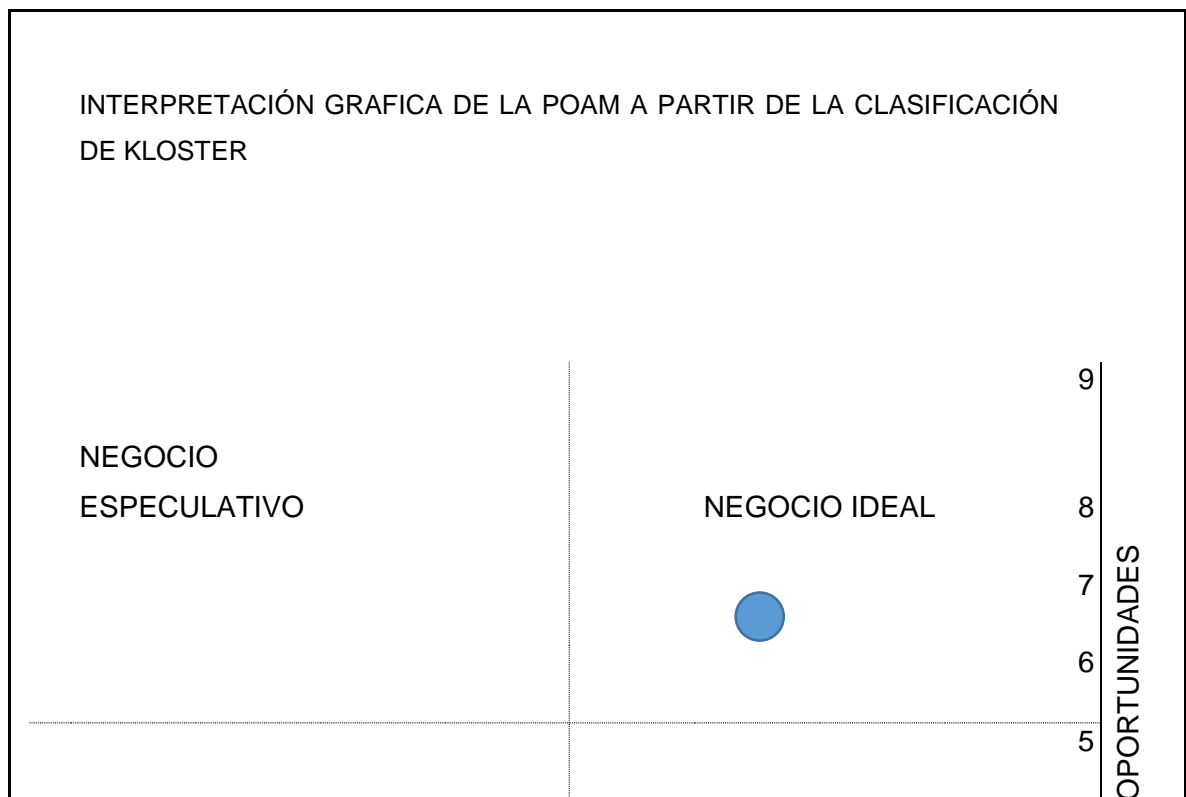 INTERPRETACIÓN GRAFICA DE LA POAM A PARTIR DE LA CLASIFICACIÓN
DE KLOSTER
9
NEGOCIO
ESPECULATIVO
NEGOCIO IDEAL
8
7
6
5
OPORTUNIDADES